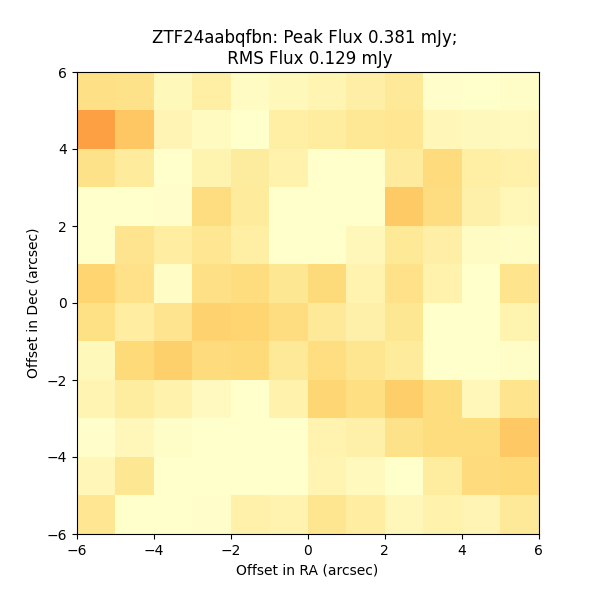 ZTF24aabqfbn: Peak Flux 0.381 mJy;
RMS Flux 0.129 mJy
6
4
2
0
−2
−4
−6
Offset in Dec (arcsec)
−6 −4 −2 0 2 4 6
Offset in RA (arcsec)